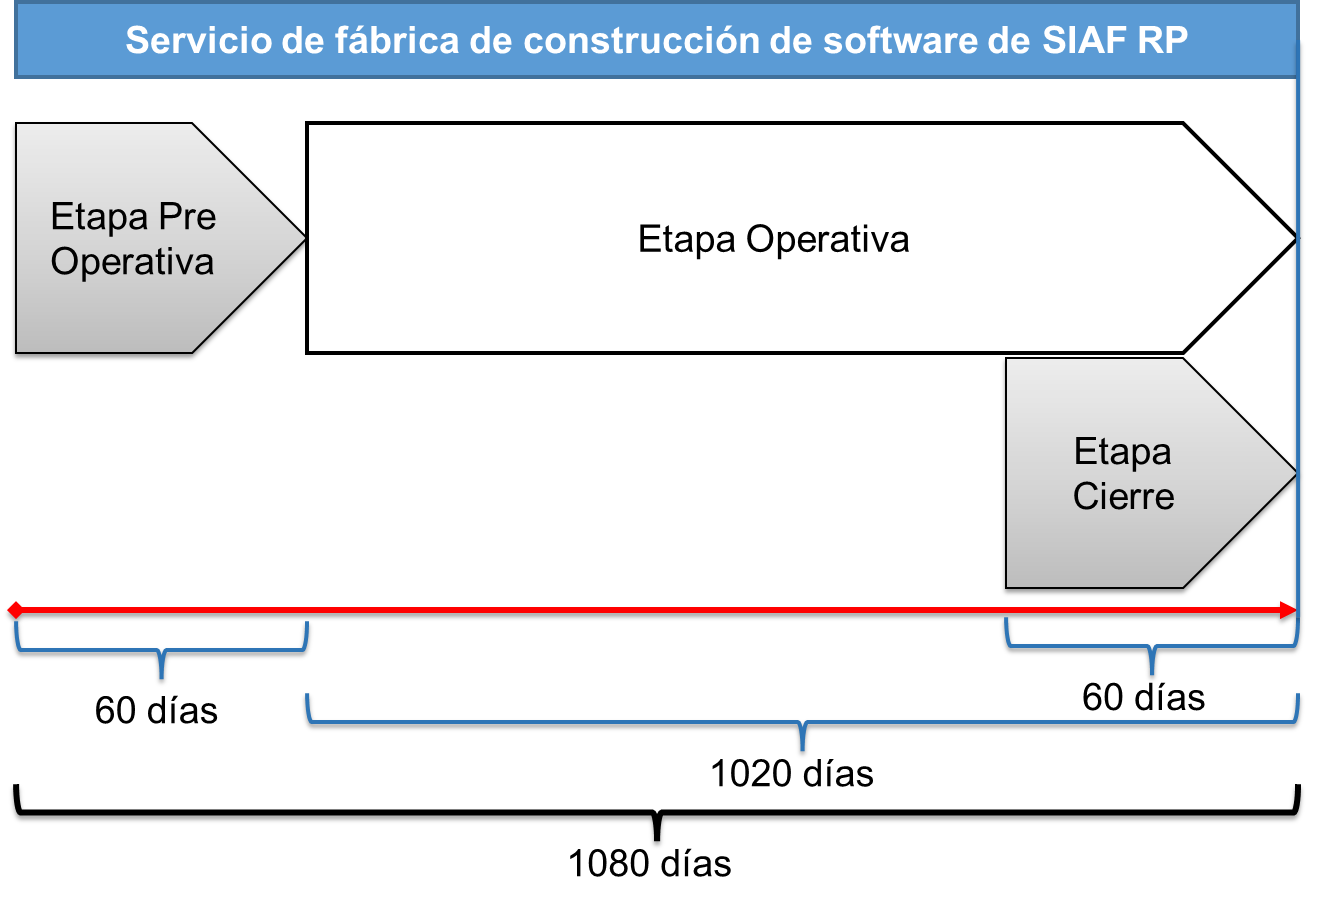 Servicio de fábrica de construcción de software de SIAF RP
Etapa Pre
Operativa
Etapa Operativa
Etapa
Cierre
60 días
60 días
1020 días
1080 días